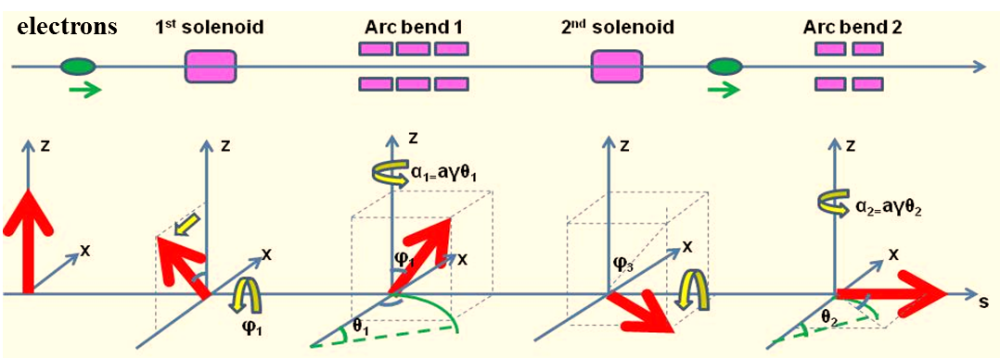 electrons
1st solenoid
Arc bend 1
2nd solenoid
Arc bend 2
z
x
z
x
φ1
z
α1=aγθ1
φ1
x
θ1
z
x
φ3
z
α2=aγθ2
x
θ2
s